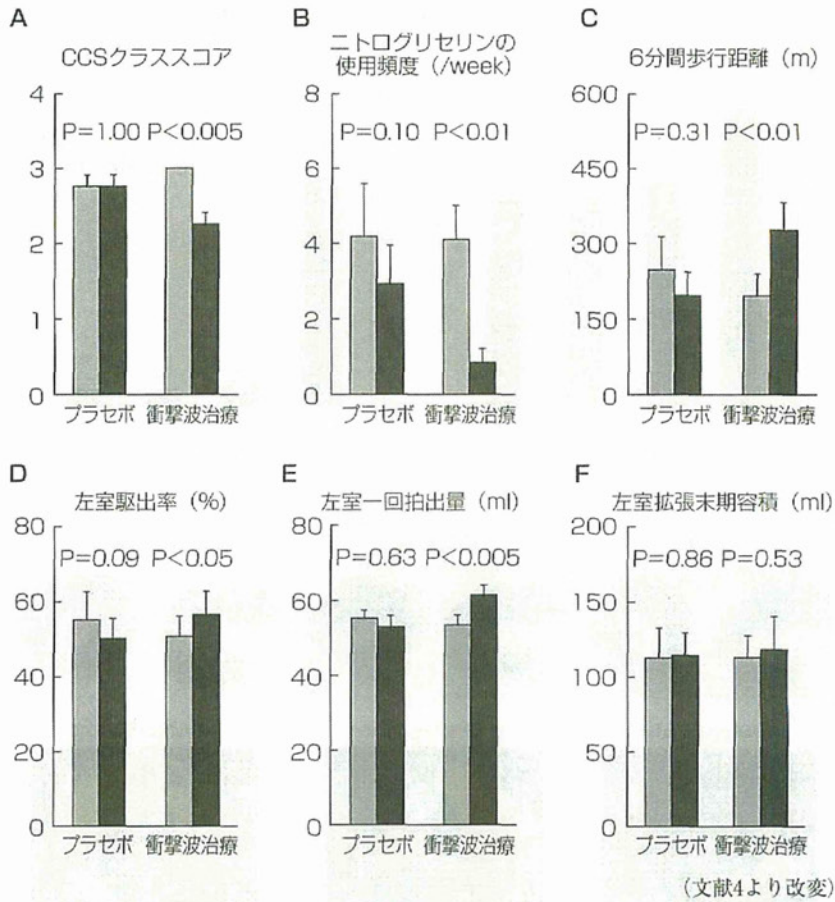 A
CCSクラススコア
4
3
2
1
0
P=1.00 P<0.005
プラセボ 衝撃波治療
B
ニトログリセリンの
使用頻度（/week）
8
6
4
2
0
P=0.10 P<0.01
プラセボ 衝撃波治療
C
6分間歩行距離（m）
600
450
300
150
0
P=0.31 P<0.01
プラセボ 衝撃波治療
D
左室駆出率（%）
80
60
40
20
0
P=0.09 P<0.05
プラセボ 衝撃波治療
E
左室一回拍出量（ml）
80
60
40
20
0
P=0.63 P<0.005
プラセボ 衝撃波治療
F
左室拡張末期容積（ml）
200
150
100
50
0
P=0.86 P=0.53
プラセボ 衝撃波治療
（文献4より改変）